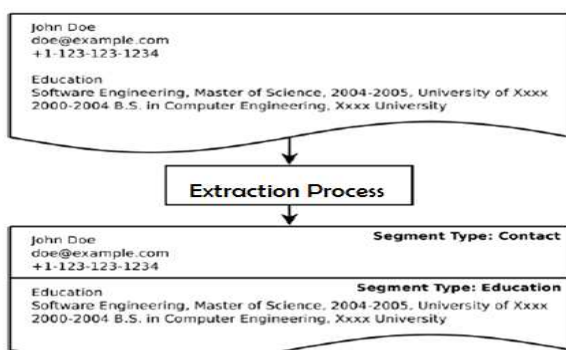 John Doe
doe@example.com
+1-123-123-1234
Education
Software Engineering, Master of Science, 2004-2005, University of Xxxx
2000-2004 B.S. in Computer Engineering, Xxxx University
Extraction Process
Segment Type: Contact
John Doe
doe@example.com
+1-123-123-1234
Segment Type: Education
Education
Software Engineering, Master of Science, 2004-2005, University of Xxxx
2000-2004 B.S. in Computer Engineering, Xxxx University